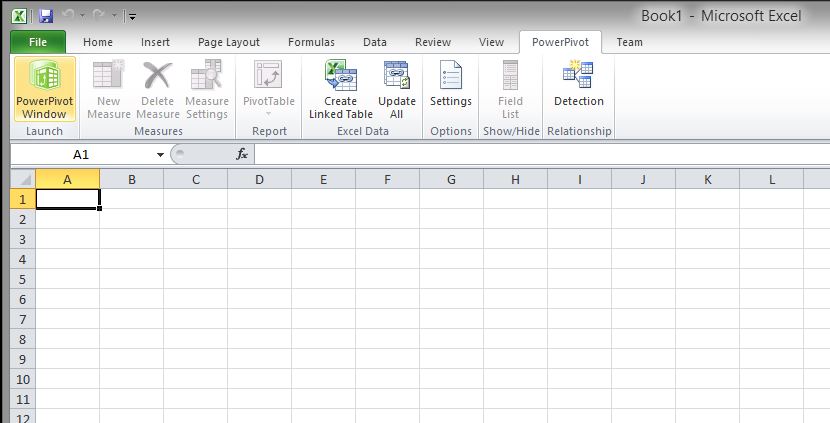 Book1 - Microsoft Excel
File Home Insert Page Layout Formulas Data Review View PowerPivot Team
PowerPivot Window
New Measure
Delete Measure
Measure Settings
PivotTable
Create Linked Table
Update All
Settings
Field List
Detection
Launch Measures Report Excel Data Options Show/Hide Relationship
A1 fx
A B C D E F G H I J K L
1
2
3
4
5
6
7
8
9
10
11
12